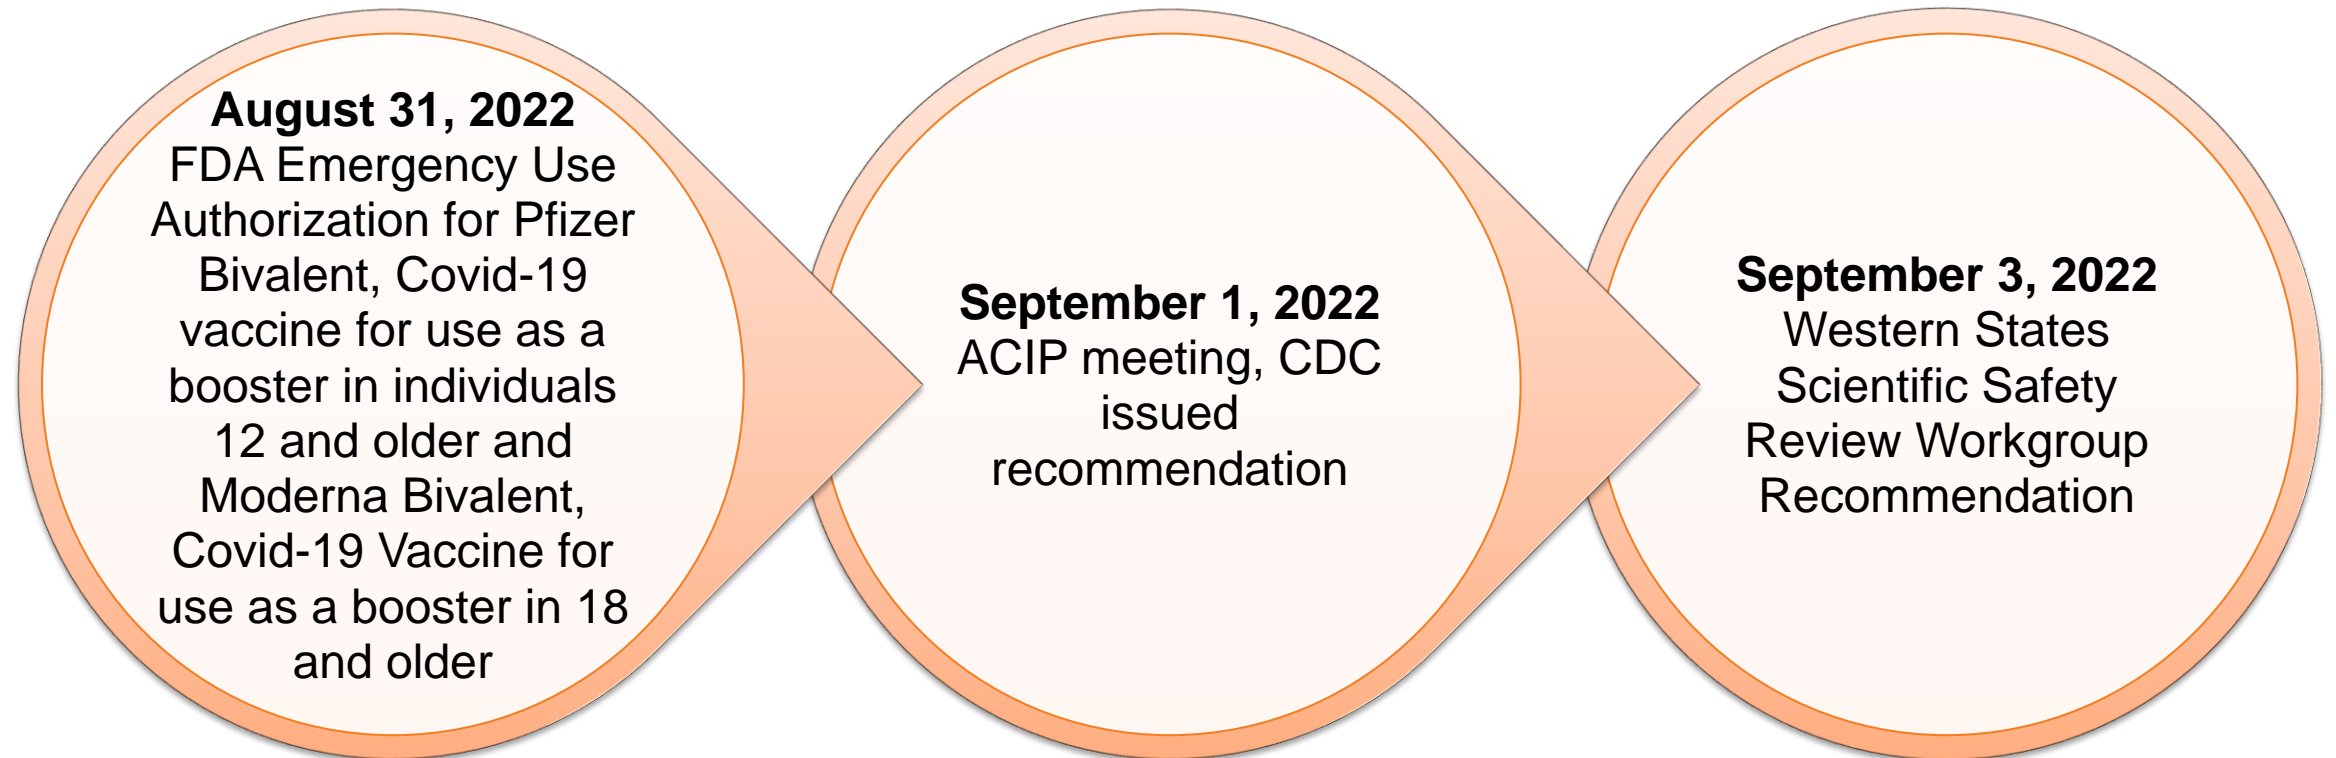 August 31, 2022
FDA Emergency Use
Authorization for Pfizer
Bivalent, Covid-19
vaccine for use as a
booster in individuals
12 and older and
Moderna Bivalent,
Covid-19 Vaccine for
use as a booster in 18
and older
September 1, 2022
ACIP meeting, CDC
issued
recommendation
September 3, 2022
Western States
Scientific Safety
Review Workgroup
Recommendation